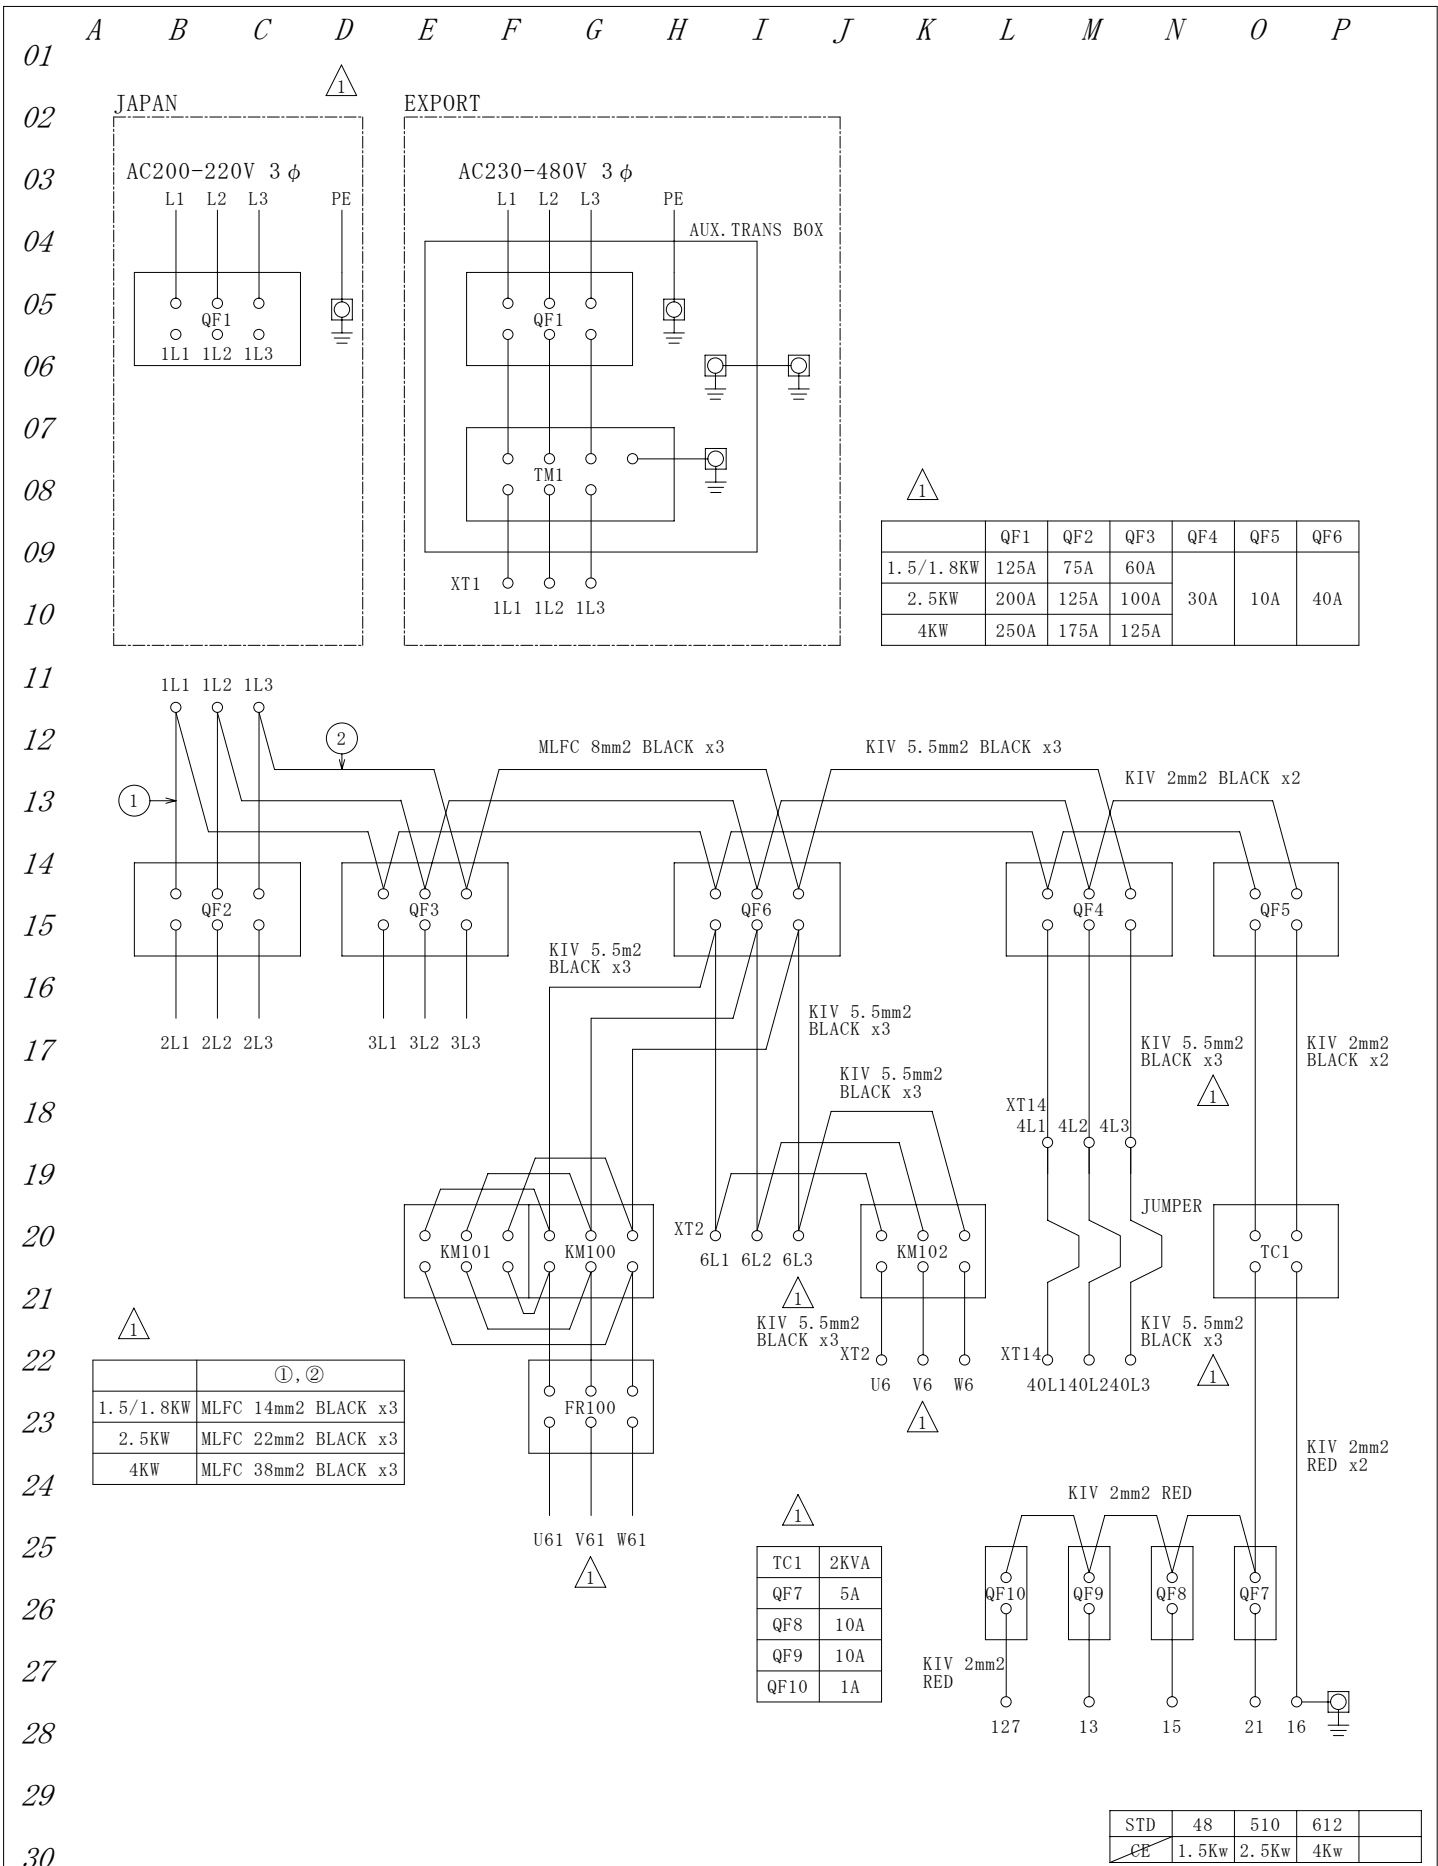 A B C D E F G H I J K L M N O P
01
1
JAPAN EXPORT
02
AC200-220V 3φ AC230-480V 3φ
03
L1 L2 L3 PE L1 L2 L3 PE
AUX.TRANS BOX
04
05
QF1 QF1
1L1 1L2 1L3
06
07
TM1
08
1
QF1 QF2 QF3 QF4 QF5 QF6
09
1.5/1.8KW 125A 75A 60A
XT1
2.5KW 200A 125A 100A 30A 10A 40A
1L1 1L2 1L3
10
4KW 250A 175A 125A
11
1L1 1L2 1L3
12
2
MLFC 8mm2 BLACK x3 KIV 5.5mm2 BLACK x3
KIV 2mm2 BLACK x2
13
1
14
QF2 QF3 QF6 QF4 QF5
15
KIV 5.5m2
BLACK x3
16
KIV 5.5mm2
BLACK x3
17
2L1 2L2 2L3 3L1 3L2 3L3
KIV 5.5mm2
BLACK x3
KIV 2mm2
BLACK x2
KIV 5.5mm2
BLACK x3
1
18
XT14
4L1 4L2 4L3
19
JUMPER
20
XT2
KM101 KM100 KM102 TC1
6L1 6L2 6L3
21
1
1
KIV 5.5mm2
BLACK x3
KIV 5.5mm2
BLACK x3
XT2 XT14
22
①,②
1
U6 V6 W6 40L1 40L2 40L3
1.5/1.8KW MLFC 14mm2 BLACK x3
FR100
23
1
2.5KW MLFC 22mm2 BLACK x3
KIV 2mm2
RED x2
4KW MLFC 38mm2 BLACK x3
24
KIV 2mm2 RED
1
U61 V61 W61
25
1
TC1 2KVA
QF7 5A
QF10 QF9 QF8 QF7
26
QF8 10A
QF9 10A
27
KIV 2mm2
RED
QF10 1A
127 13 15 21 16
28
29
STD 48 510 612
CE 1.5Kw 2.5Kw 4Kw
30